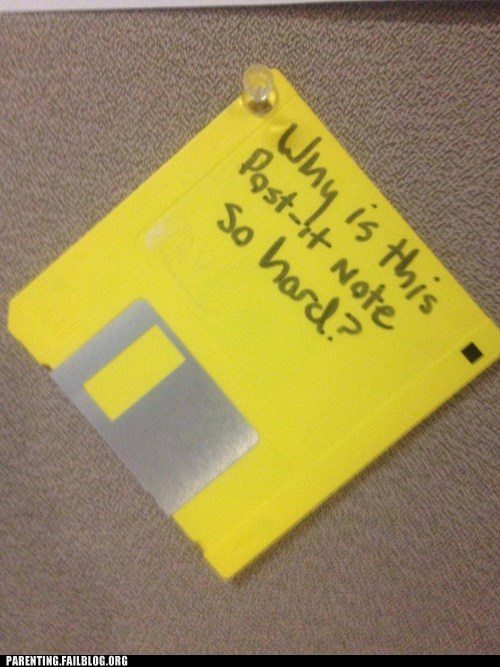 Why is this
Post-it Note
So hard?
PARENTING.FAILBLOG.ORG